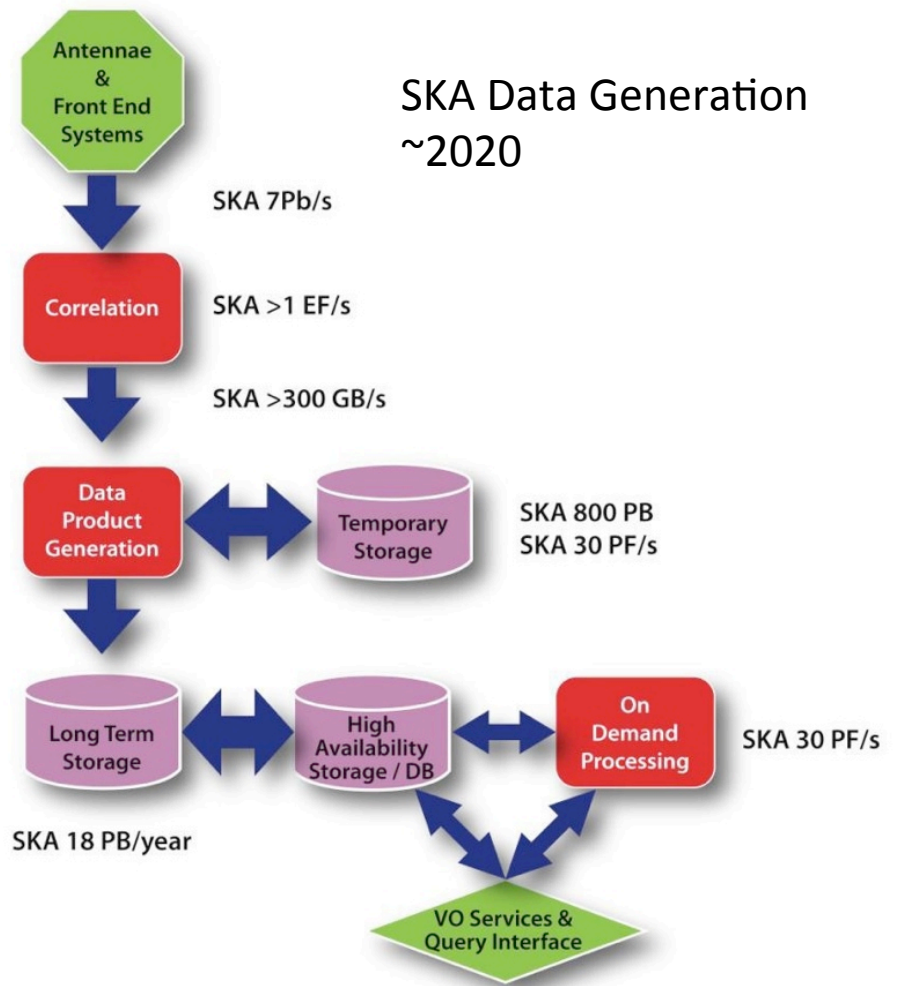 Antennae
&
Front End
Systems
SKA Data Generation
~2020
SKA 7Pb/s
Correlation
SKA >1 EF/s
SKA >300 GB/s
Data
Product
Generation
Temporary
Storage
SKA 800 PB
SKA 30 PF/s
Long Term
Storage
High
Availability
Storage / DB
On
Demand
Processing
SKA 30 PF/s
SKA 18 PB/year
VO Services &
Query Interface